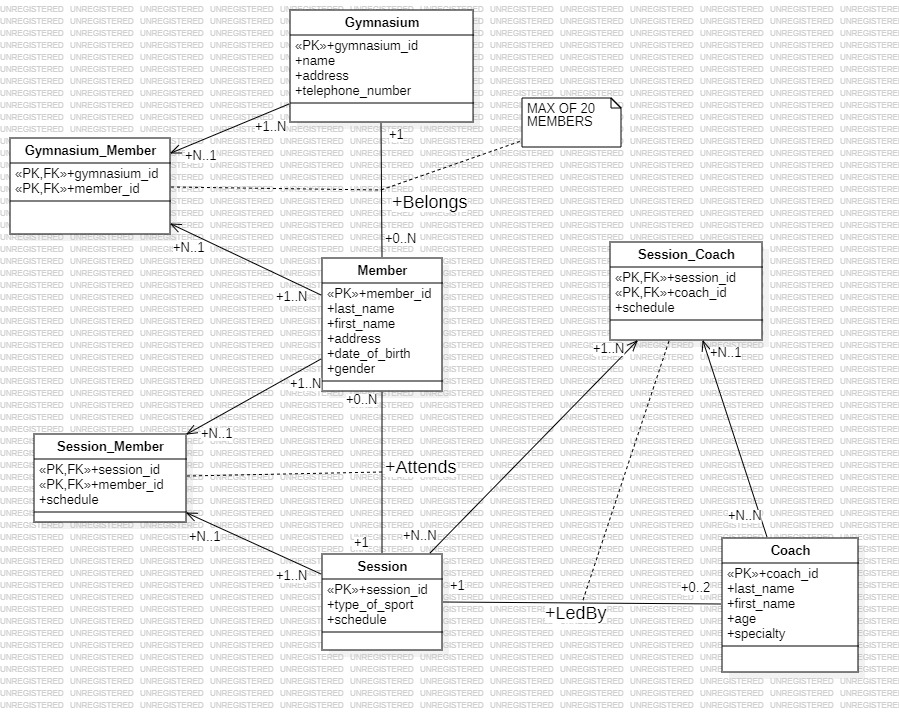 Gymnasium
«PK»+gymnasium_id
+name
+address
+telephone_number
MAX OF 20
MEMBERS
+1..N
+1
Gymnasium_Member
«PK,FK»+gymnasium_id
«PK,FK»+member_id
+N..1
+Belongs
+0..N
+N..1
+1..N
Member
«PK»+member_id
+last_name
+first_name
+address
+date_of_birth
+gender
Session_Coach
«PK,FK»+session_id
«PK,FK»+coach_id
+schedule
+1..N
+N..1
+1..N
+0..N
+N..1
Session_Member
«PK,FK»+session_id
«PK,FK»+member_id
+schedule
+Attends
+N..1
+1
+N..N
+N..N
+1..N
Session
«PK»+session_id
+type_of_sport
+schedule
+1
+0..2
+LedBy
Coach
«PK»+coach_id
+last_name
+first_name
+age
+specialty
UNREGISTERED